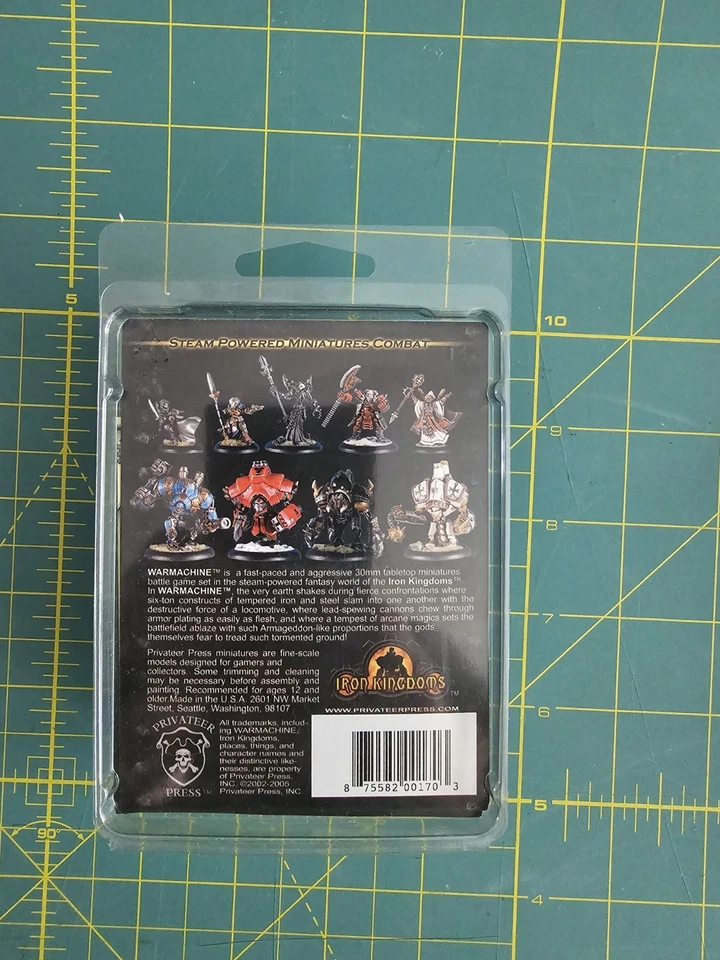 STEAM POWERED MINIATURES COMBAT
WARMACHINE™ is a fast-paced and aggressive 30mm tabletop miniatures
battle game set in the steam-powered fantasy world of the Iron Kingdoms™.
In WARMACHINE™, the very earth shakes during fierce confrontations where
six-ton constructs of tempered iron and steel slam into one another with the
destructive force of a locomotive, where lead-spewing cannons chew through
armor plating as easily as flesh, and where a tempest of arcane magics sets the
battlefield ablaze with such Armageddon-like proportions that the gods
themselves fear to tread such tormented ground!
Privateer Press miniatures are fine-scale
models designed for gamers and
collectors. Some trimming and cleaning
may be necessary before assembly and
painting. Recommended for ages 12 and
older.Made in the U.S.A. 2601 NW Market
Street, Seattle, Washington, 98107
IRON KINGDOMS™
WWW.PRIVATEERPRESS.COM
PRIVATEER
PRESS™
All trademarks, includ-
ing WARMACHINE,
Iron Kingdoms,
places, things, and
character names and
their distinctive like-
nesses, are property
of Privateer Press,
INC. ©2002-2005
Privateer Press, INC
8 75582 00170 3
5
10
9
8
7
6
5
4
90°